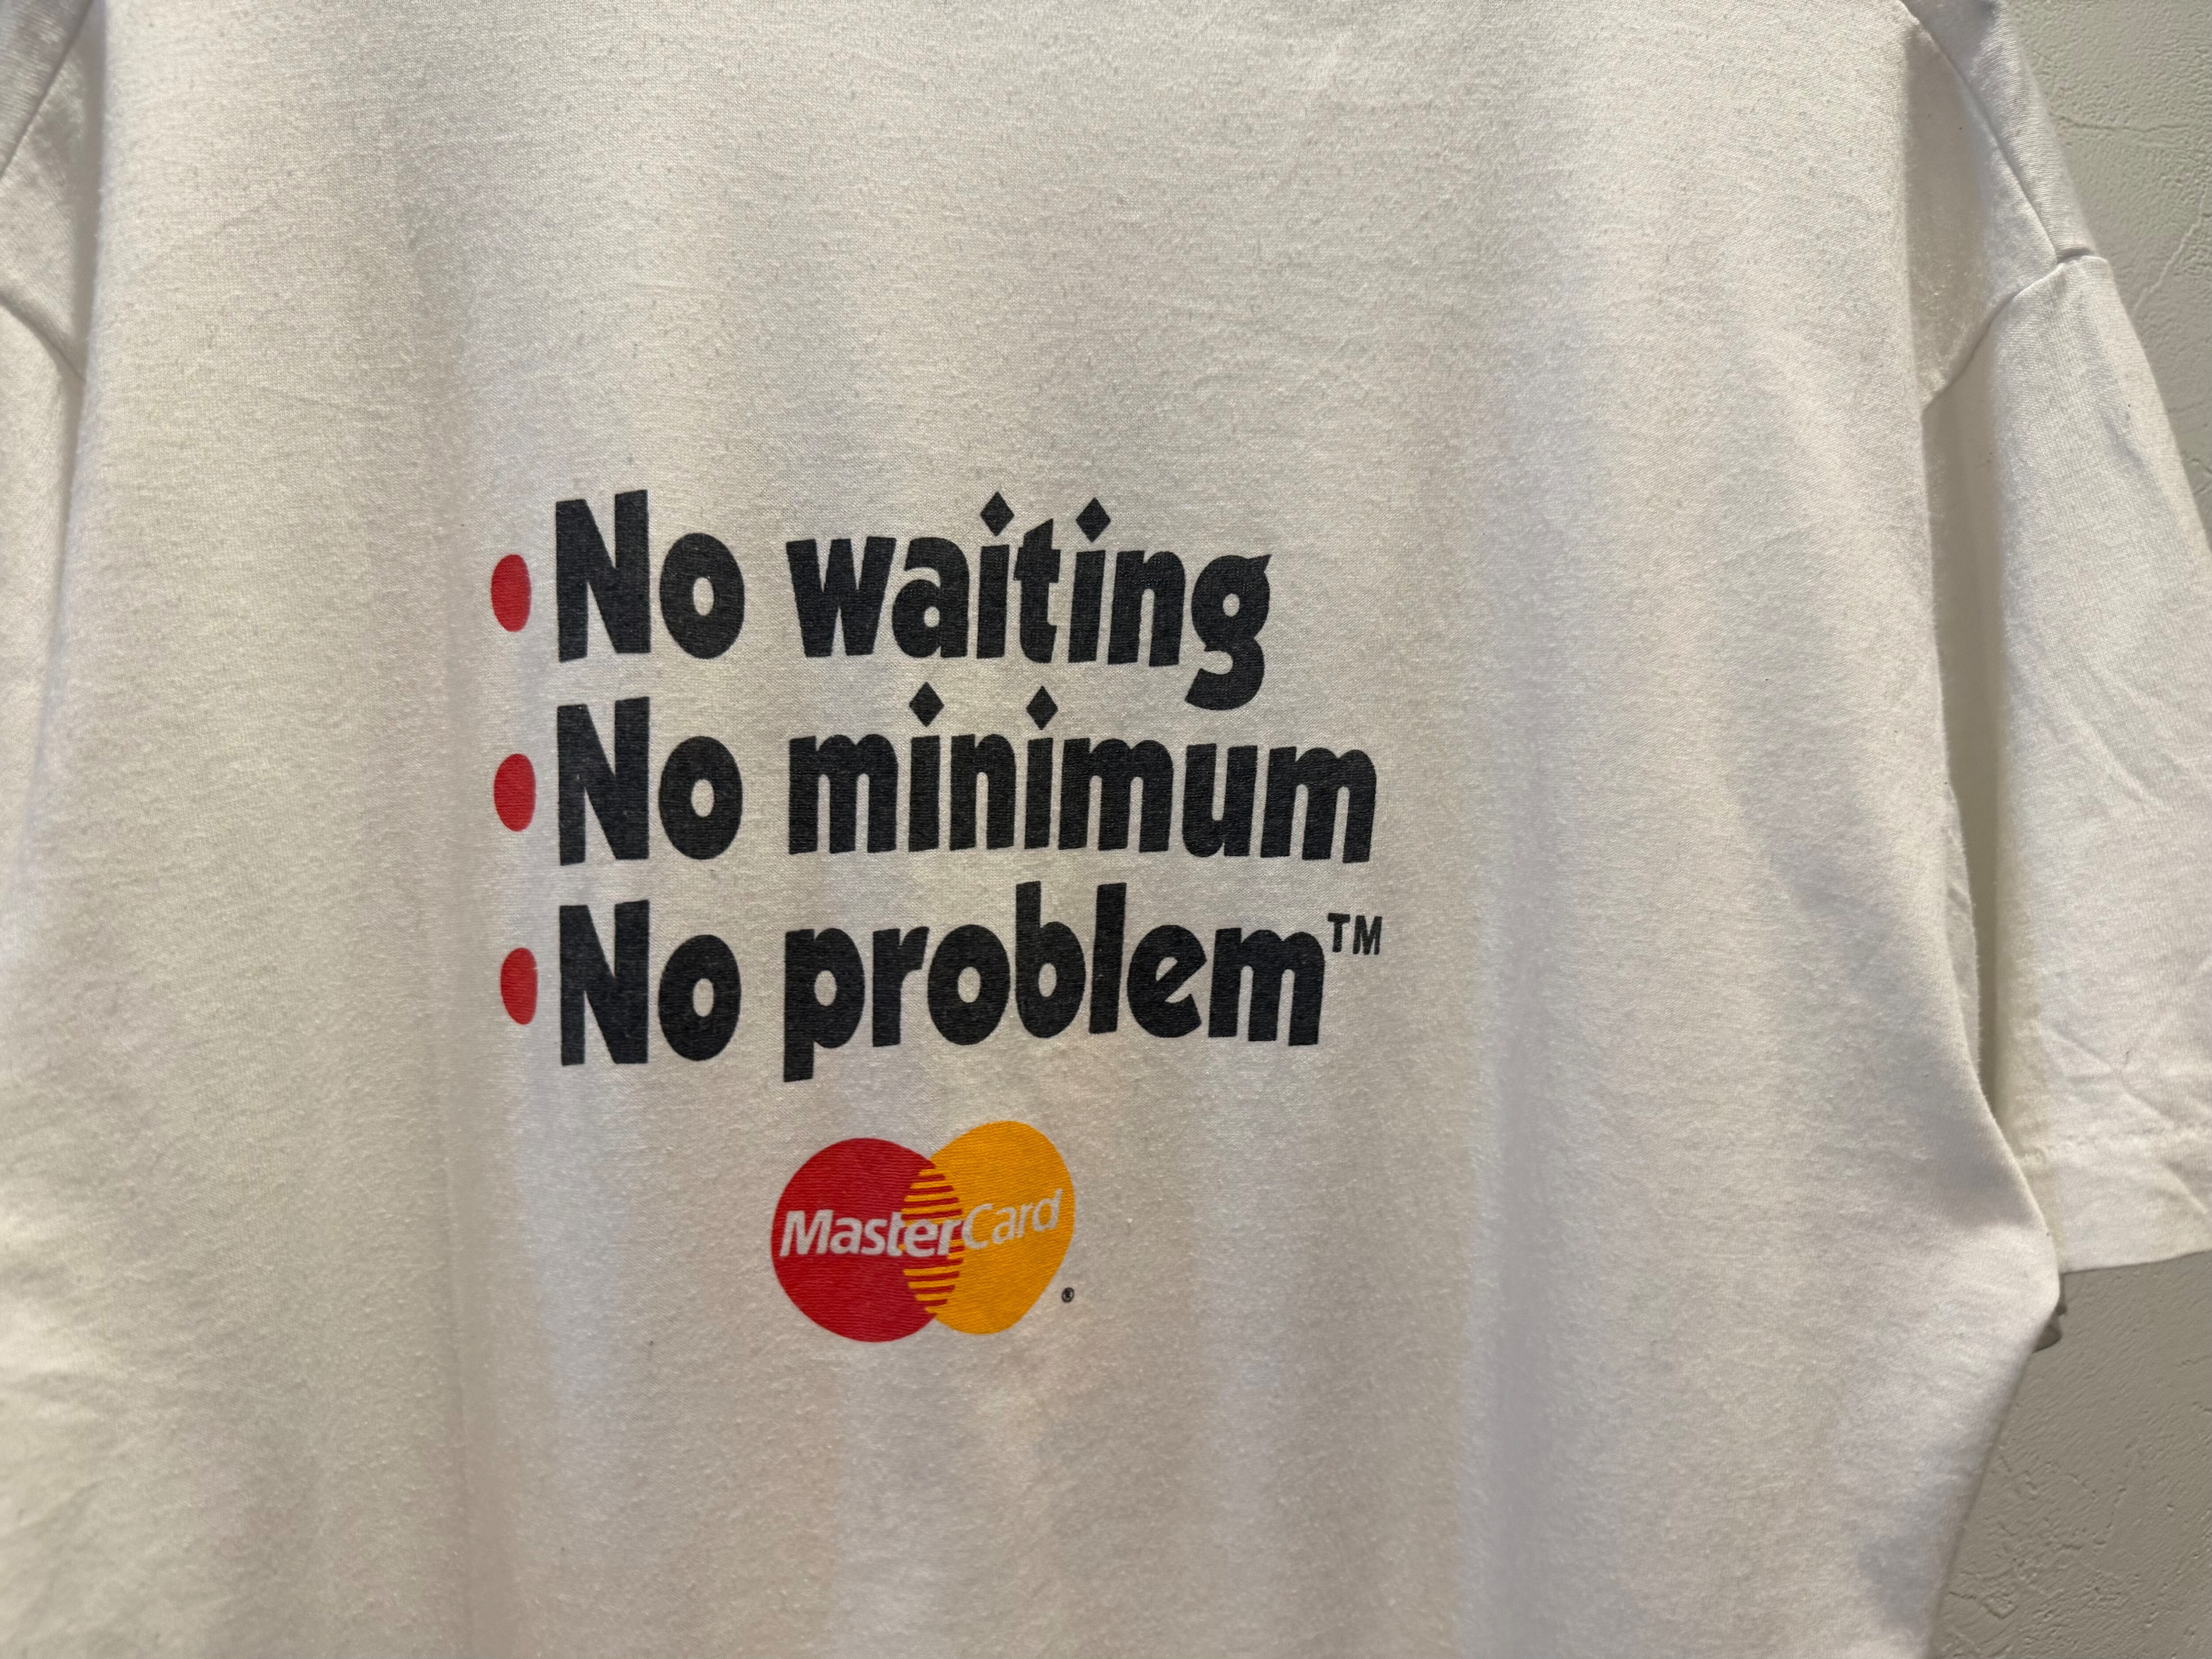 • No waiting
• No minimum
• No problem™
MasterCard®